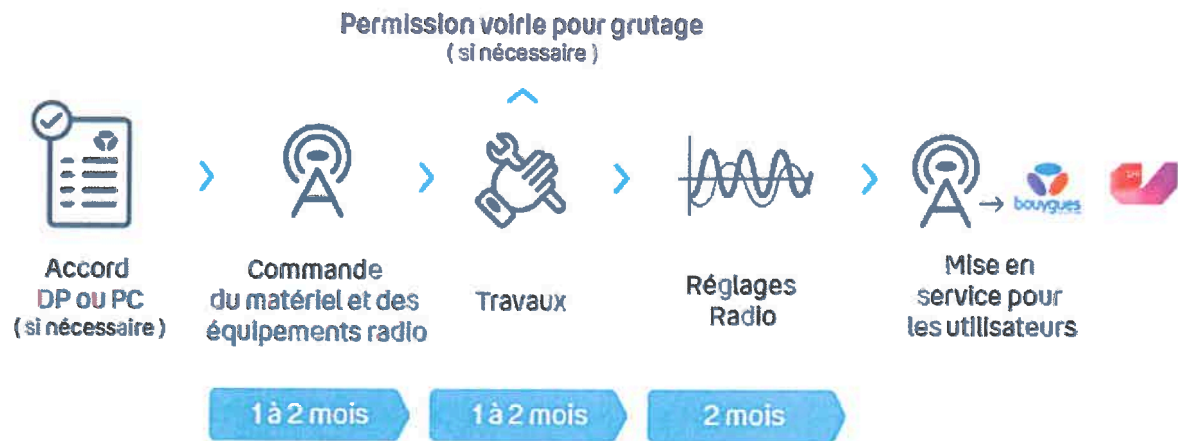 Permission voirie pour grutage
( si nécessaire )
Accord
DP ou PC
( si nécessaire )
Commande
du matériel et des
équipements radio
Travaux
Réglages
Radio
bouygues
Mise en
service pour
les utilisateurs
1 à 2 mois
1 à 2 mois
2 mois